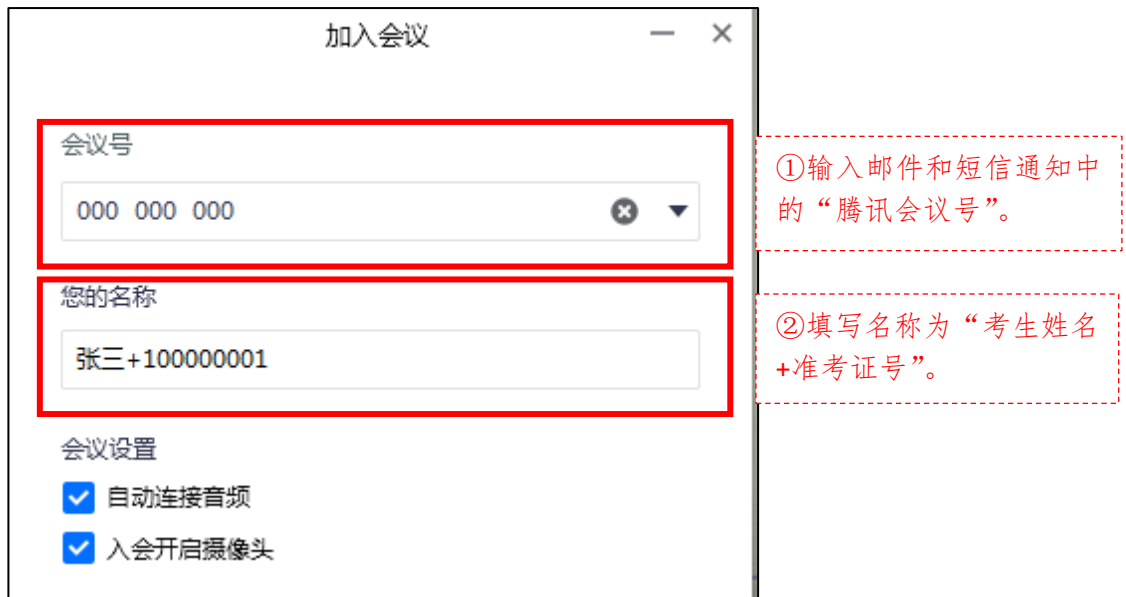 加入会议
会议号
000 000 000
①输入邮件和短信通知中
的“腾讯会议号”。
您的名称
张三+100000001
②填写名称为“考生姓名
+准考证号”。
会议设置
自动连接音频
入会开启摄像头